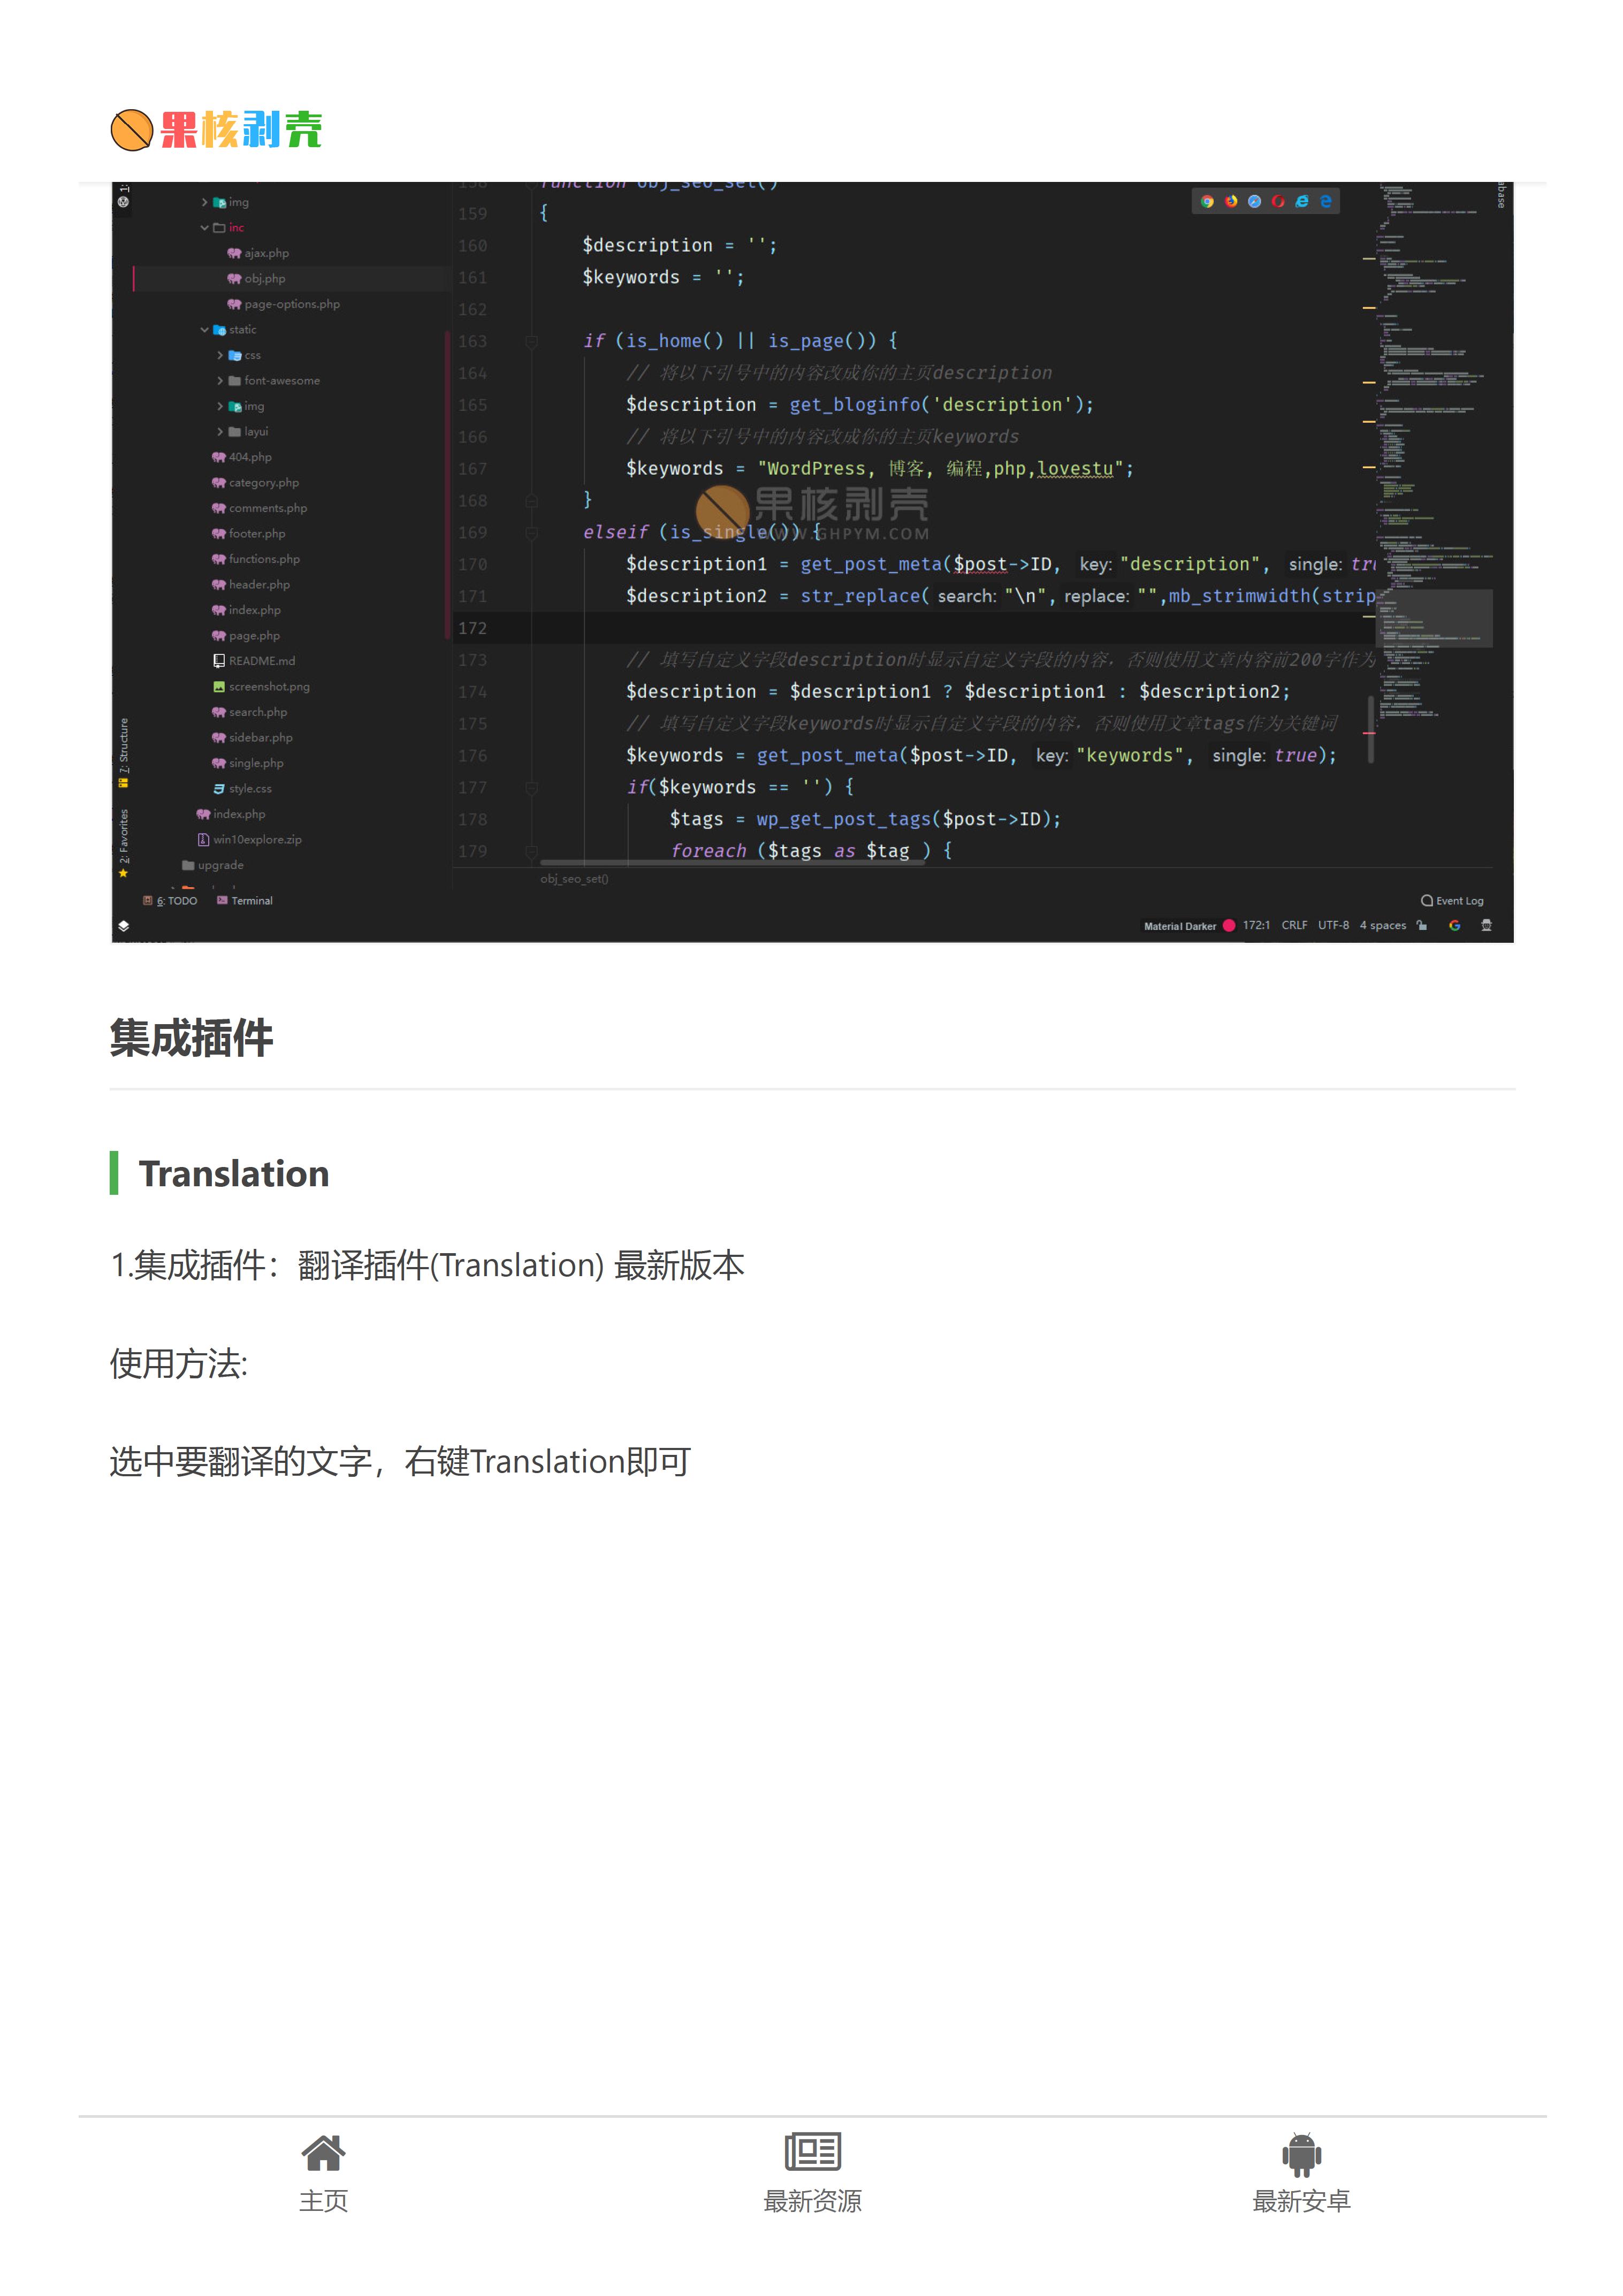 果核剥壳
img
inc
ajax.php
obj.php
page-options.php
static
css
font-awesome
img
layui
404.php
category.php
comments.php
footer.php
functions.php
header.php
index.php
page.php
README.md
screenshot.png
search.php
sidebar.php
single.php
style.css
index.php
win10explore.zip
upgrade
7: Structure
2: Favorites
158 function obj_seo_set()
159 {
160 $description = '';
161 $keywords = '';
162
163 if (is_home() || is_page()) {
164 // 将以下引号中的内容改成你的主页description
165 $description = get_bloginfo('description');
166 // 将以下引号中的内容改成你的主页keywords
167 $keywords = "WordPress, 博客, 编程,php,lovestu";
168 }
169 elseif (is_single()) {
170 $description1 = get_post_meta($post->ID, key: "description", single: tru
171 $description2 = str_replace( search: "\n", replace: "",mb_strimwidth(strip
172
173 // 填写自定义字段description时显示自定义字段的内容，否则使用文章内容前200字作为
174 $description = $description1 ? $description1 : $description2;
175 // 填写自定义字段keywords时显示自定义字段的内容，否则使用文章tags作为关键词
176 $keywords = get_post_meta($post->ID, key: "keywords", single: true);
177 if($keywords == '') {
178 $tags = wp_get_post_tags($post->ID);
179 foreach ($tags as $tag ) {
果核剥壳
WWW.GHPYM.COM
abase
obj_seo_set()
6: TODO Terminal Event Log
Material Darker 172:1 CRLF UTF-8 4 spaces
集成插件
Translation
1.集成插件：翻译插件(Translation) 最新版本
使用方法:
选中要翻译的文字，右键Translation即可
主页 最新资源 最新安卓